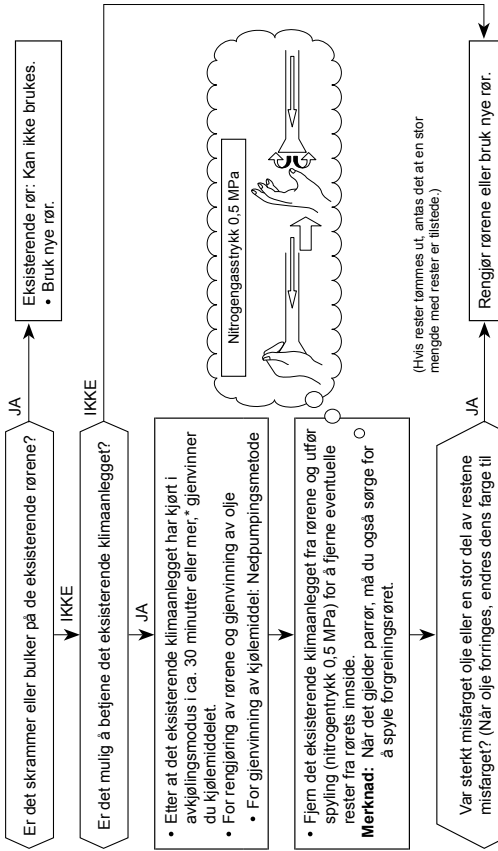 Er det skrammer eller bulker på de eksisterende rørene?
JA
Eksisterende rør: Kan ikke brukes.
• Bruk nye rør.
IKKE
Er det mulig å betjene det eksisterende klimaanlegget?
IKKE
JA
• Etter at det eksisterende klimaanlegget har kjørt i
avkjølingsmodus i ca. 30 minutter eller mer,* gjenvinner
du kjølemiddelet.
• For rengjøring av rørene og gjenvinning av olje
• For gjenvinning av kjølemiddel: Nedpumpingsmetode
Nitrogengasstrykk 0,5 MPa
• Fjern det eksisterende klimaanlegget fra rørene og utfør
spyling (nitrogentrykk 0,5 MPa) for å fjerne eventuelle
rester fra rørets innside.
Merknad: Når det gjelder parrør, må du også sørge for
å spyle forgreiningsrøret.
(Hvis rester tømmes ut, antas det at en stor
mengde med rester er tilstede.)
Var sterkt misfarget olje eller en stor del av restene
misfarget? (Når olje forringes, endres dens farge til
JA
Rengjør rørene eller bruk nye rør.